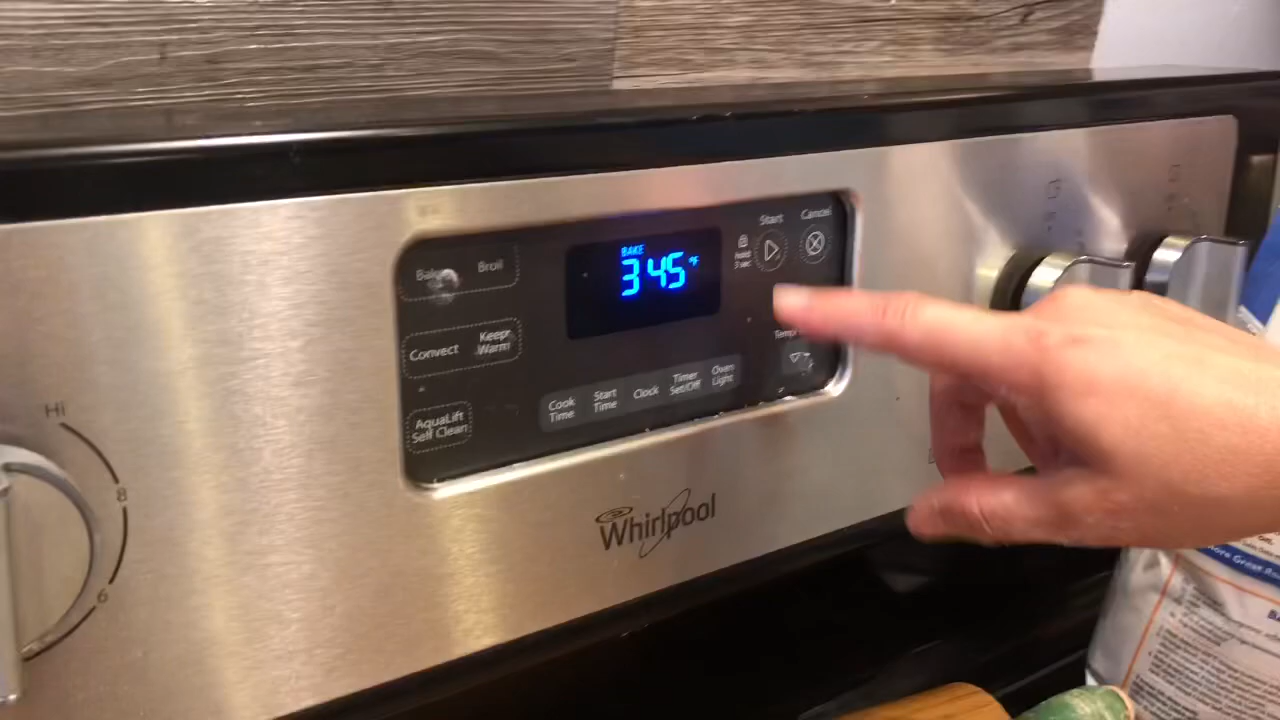 Bake
Broil
BAKE
345 °F
hold
3 sec
Start
Cancel
Convect
Keep
Warm
Temp
AquaLift
Self Clean
Cook
Time
Start
Time
Clock
Timer
Set/Off
Oven
Light
Hi
8
6
Whirlpool